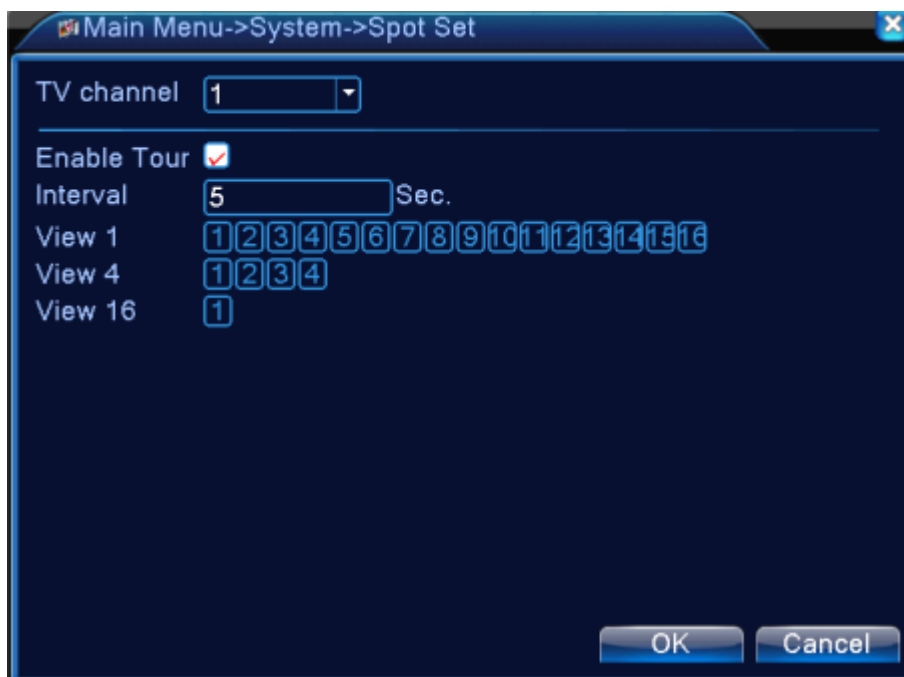 Main Menu->System->Spot Set
TV channel 1
Enable Tour
Interval 5 Sec.
View 1 1 2 3 4 5 6 7 8 9 10 11 12 13 14 15 16
View 4 1 2 3 4
View 16 1
OK Cancel